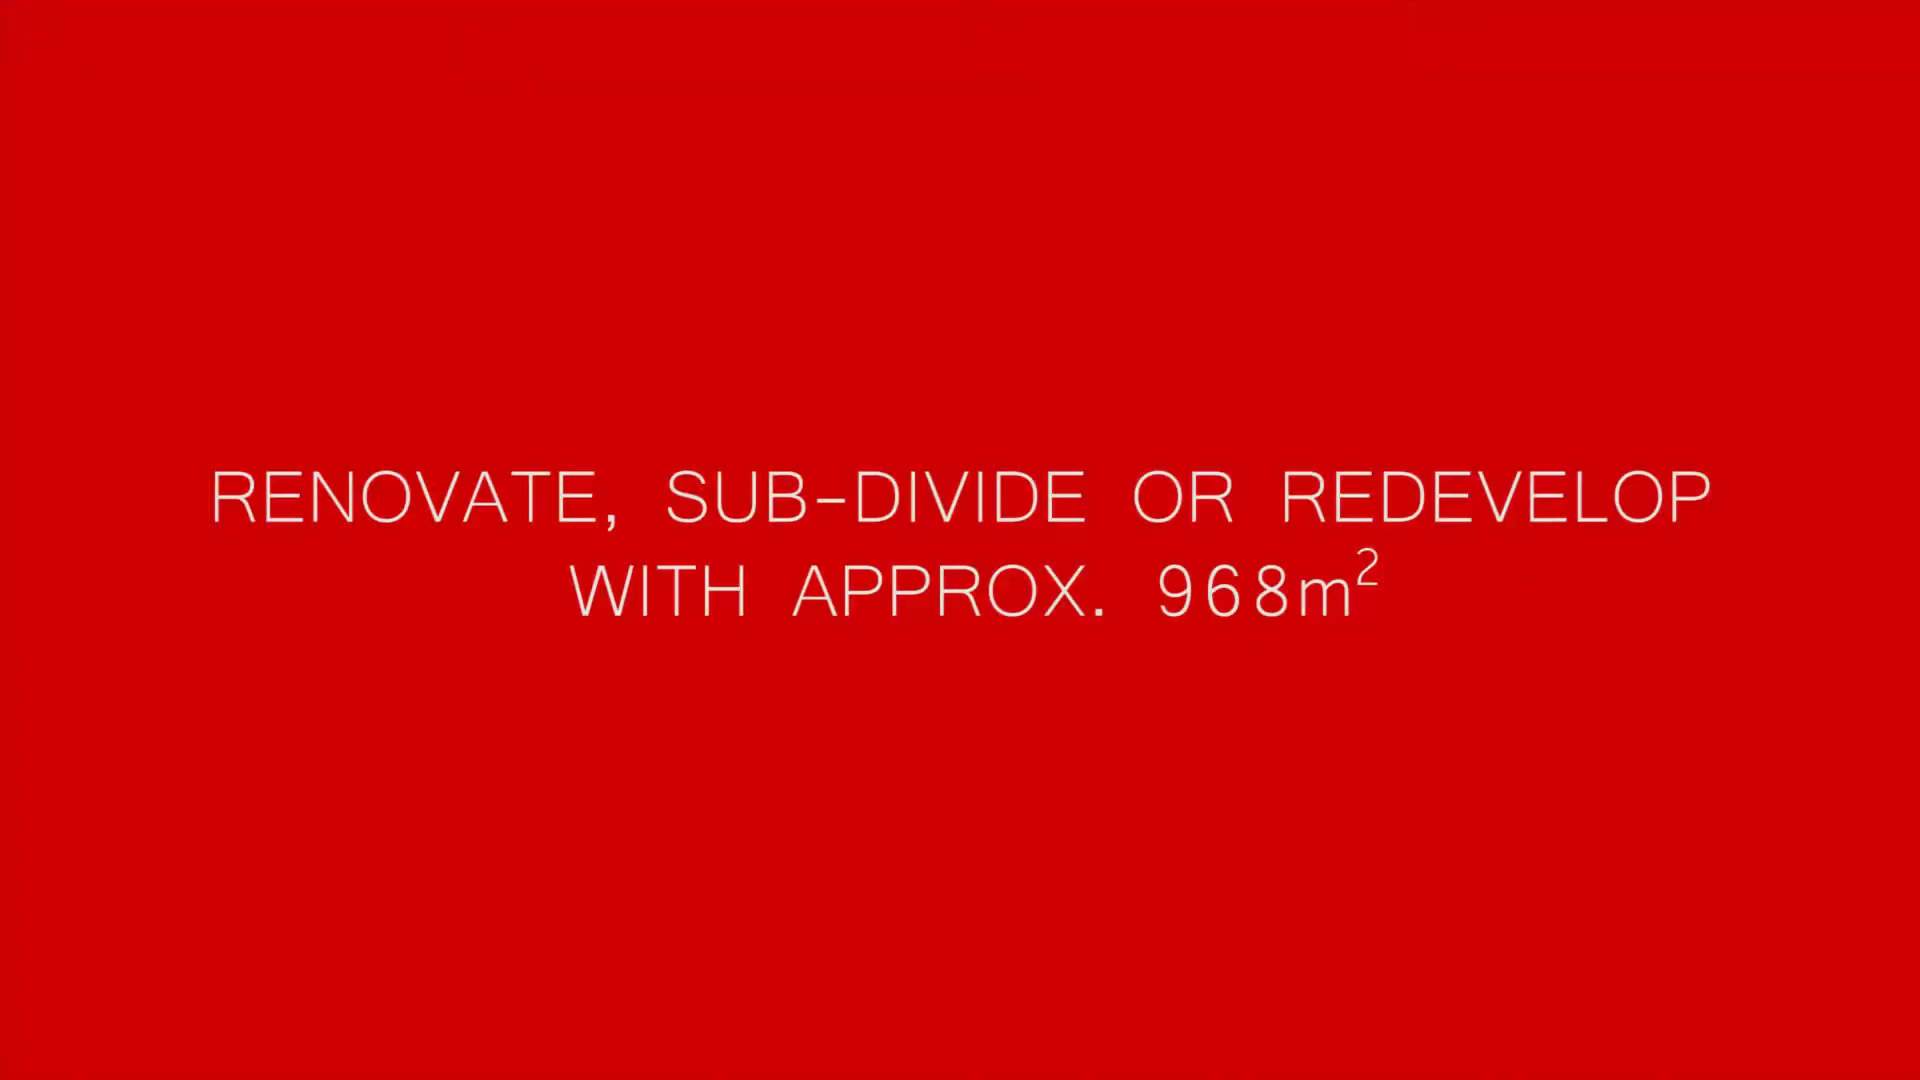 RENOVATE, SUB-DIVIDE OR REDEVELOP
WITH APPROX. 968m²